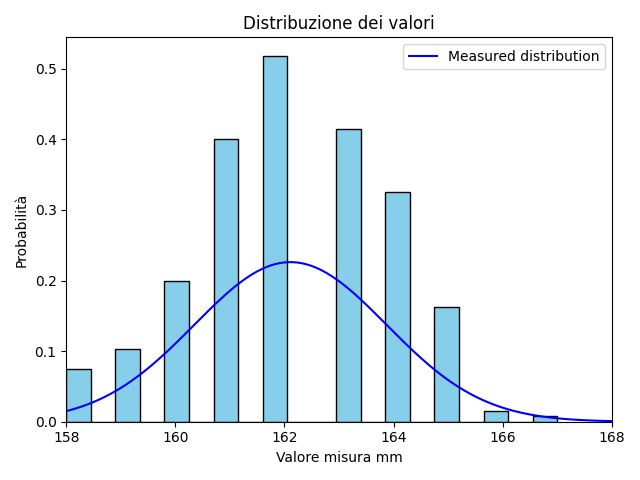 Distribuzione dei valori
Measured distribution
Probabilità
0.5
0.4
0.3
0.2
0.1
0.0
158 160 162 164 166 168
Valore misura mm